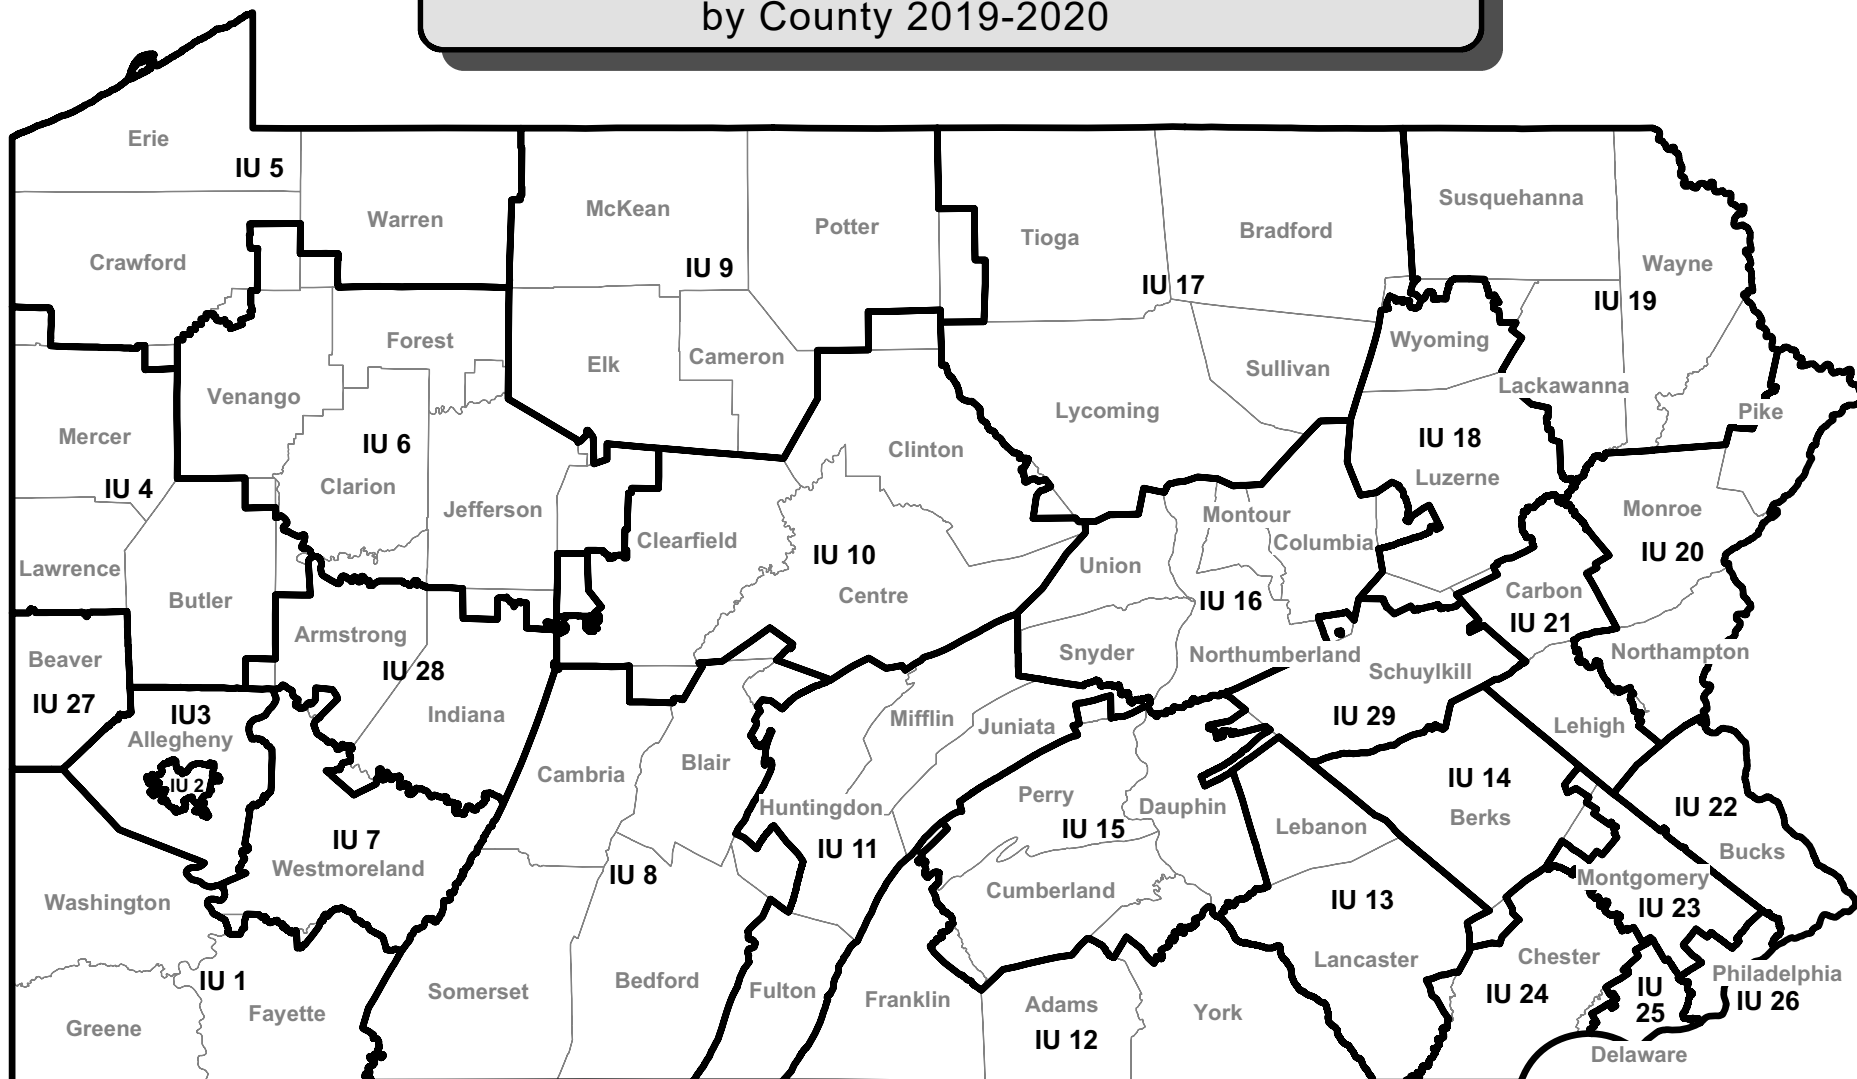 by County 2019-2020
Erie
IU 5
Warren
McKean
Potter
Tioga
Bradford
Susquehanna
Wayne
Crawford
IU 9
IU 17
IU 19
Forest
Elk
Cameron
Sullivan
Wyoming
Lackawanna
Venango
Lycoming
Pike
Mercer
IU 6
Clinton
IU 18
Luzerne
IU 4
Clarion
Jefferson
Clearfield
IU 10
Centre
Montour
Columbia
Monroe
IU 20
Lawrence
Butler
Union
IU 16
Carbon
IU 21
Armstrong
IU 28
Beaver
IU 27
Snyder
Northumberland
Schuylkill
Northampton
IU3
Allegheny
Indiana
Mifflin
Juniata
IU 29
Lehigh
IU 2
Cambria
Blair
Huntingdon
Perry
IU 15
Dauphin
Lebanon
IU 14
Berks
IU 22
Bucks
IU 7
Westmoreland
IU 8
IU 11
Cumberland
IU 13
Montgomery
IU 23
Washington
IU 1
Somerset
Bedford
Fulton
Franklin
Adams
IU 12
York
Lancaster
Chester
IU 24
IU
25
Philadelphia
IU 26
Greene
Fayette
Delaware